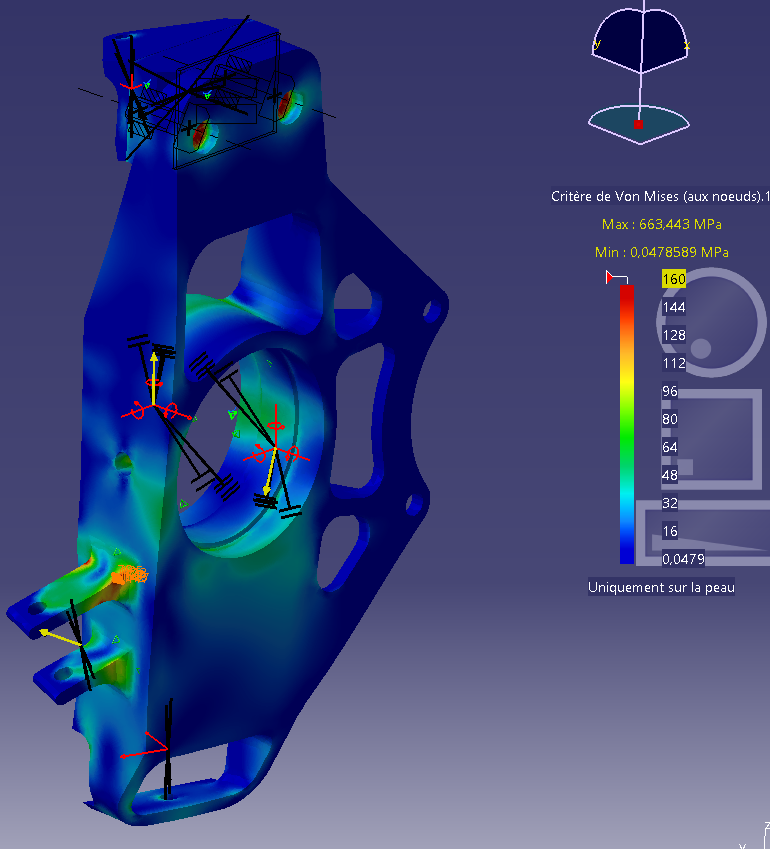 y
x
Critère de Von Mises (aux noeuds).1
Max : 663,443 MPa
Min : 0,0478589 MPa
160
144
128
112
96
80
64
48
32
16
0,0479
Uniquement sur la peau
z
y